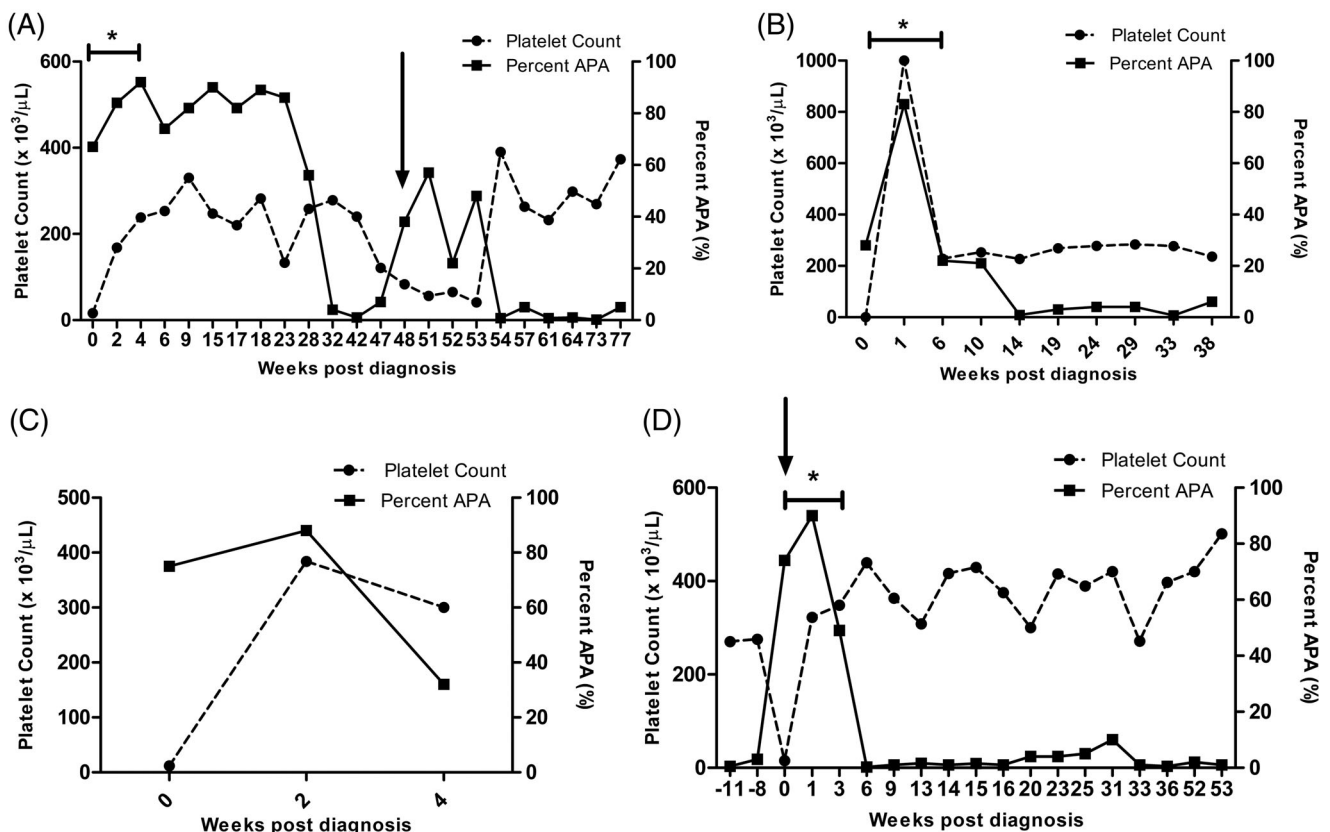 (A)
*
Platelet Count
Percent APA
600
400
200
0
Platelet Count (x 10³/µL)
100
80
60
40
20
0
Percent APA (%)
0 2 4 6 9 15 17 18 23 28 32 42 47 48 51 52 53 54 57 61 64 73 77
Weeks post diagnosis
(B)
*
Platelet Count
Percent APA
1000
800
600
400
200
0
Platelet Count (x 10³/µL)
100
80
60
40
20
0
Percent APA (%)
0 1 6 10 14 19 24 29 33 38
Weeks post diagnosis
(C)
Platelet Count
Percent APA
500
400
300
200
100
0
Platelet Count (x 10³/µL)
100
80
60
40
20
0
Percent APA (%)
0 2 4
Weeks post diagnosis
(D)
*
Platelet Count
Percent APA
600
400
200
0
Platelet Count (x 10³/µL)
100
80
60
40
20
0
Percent APA (%)
-11 -8 0 1 3 6 9 13 14 15 16 20 23 25 31 33 36 52 53
Weeks post diagnosis